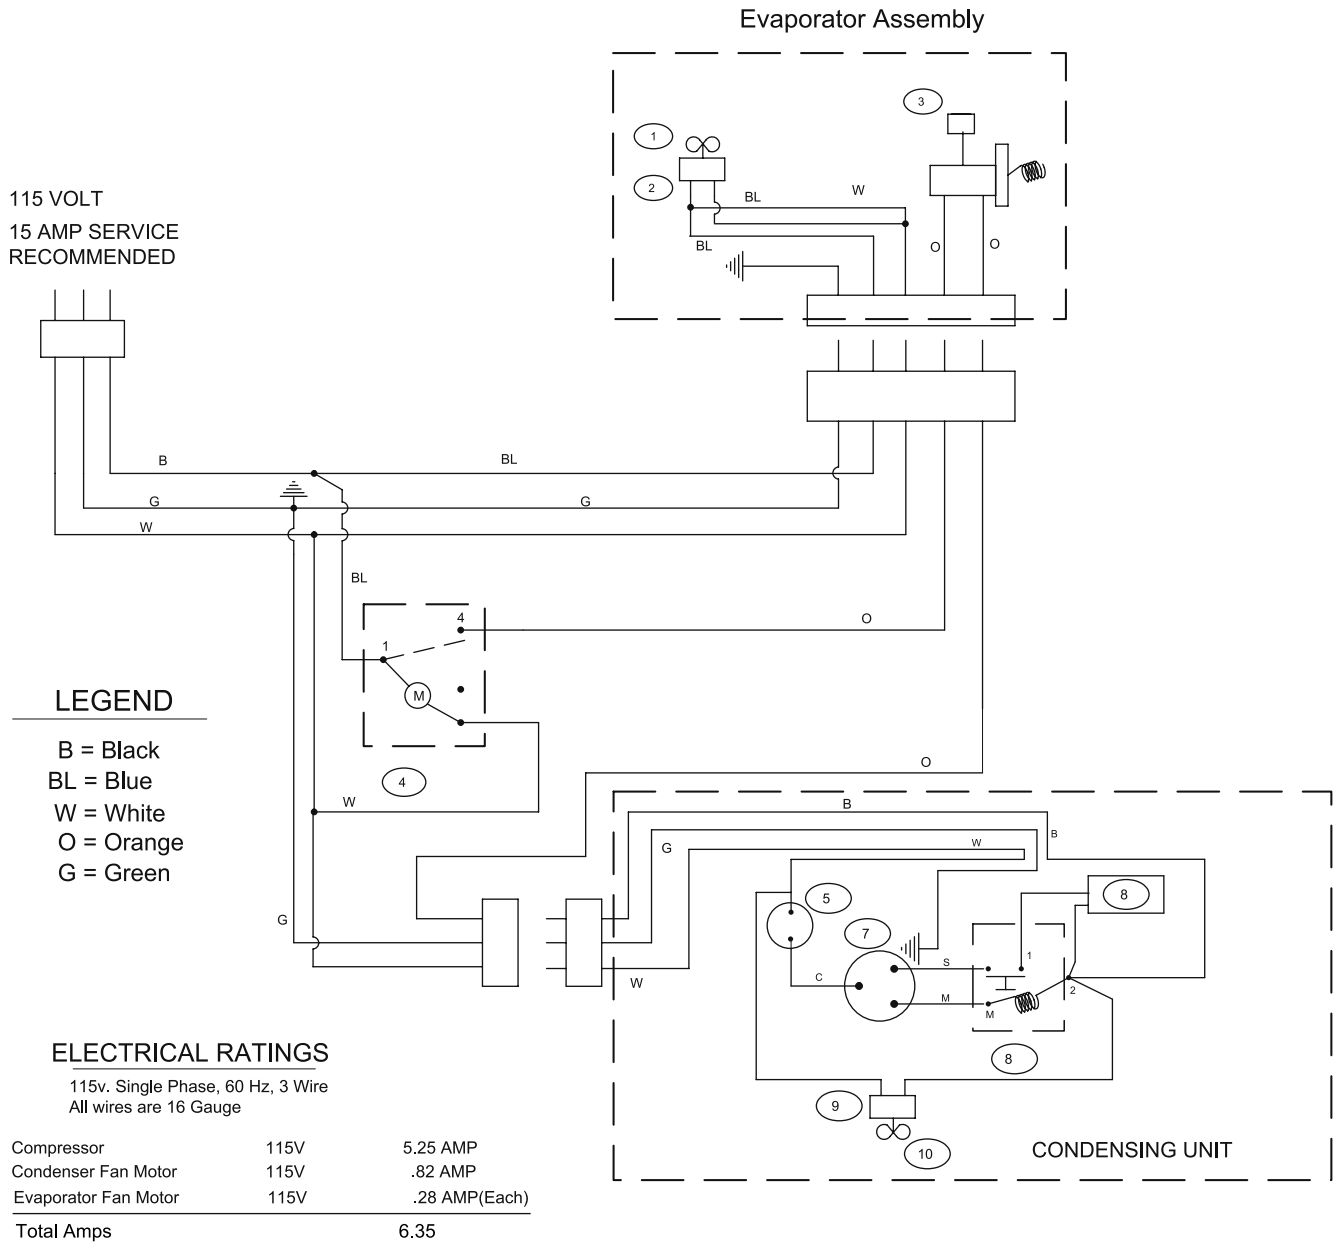 Evaporator Assembly
3
1
2
BL
W
BL
O
O
115 VOLT
15 AMP SERVICE
RECOMMENDED
B
BL
G
G
W
BL
4
1
M
O
4
W
O
LEGEND
B = Black
BL = Blue
W = White
O = Orange
G = Green
B
B
G
W
5
8
7
G
S
1
C
M
2
M
W
8
9
10
CONDENSING UNIT
ELECTRICAL RATINGS
115v. Single Phase, 60 Hz, 3 Wire
All wires are 16 Gauge
Compressor 115V 5.25 AMP
Condenser Fan Motor 115V .82 AMP
Evaporator Fan Motor 115V .28 AMP(Each)
Total Amps 6.35